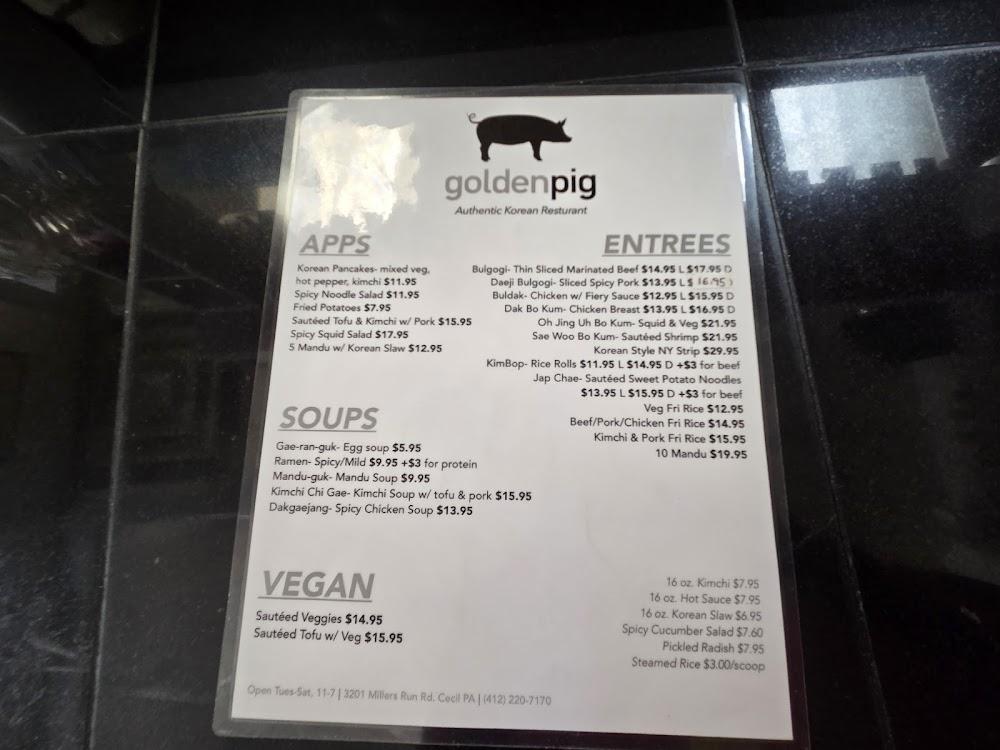 goldenpig
Authentic Korean Resturant
APPS
Korean Pancakes- mixed veg,
hot pepper, kimchi $11.95
Spicy Noodle Salad $11.95
Fried Potatoes $7.95
Sautéed Tofu & Kimchi w/ Pork $15.95
Spicy Squid Salad $17.95
5 Mandu w/ Korean Slaw $12.95
SOUPS
Gae-ran-guk- Egg soup $5.95
Ramen- Spicy/Mild $9.95 +$3 for protein
Mandu-guk- Mandu Soup $9.95
Kimchi Chi Gae- Kimchi Soup w/ tofu & pork $15.95
Dakgaejang- Spicy Chicken Soup $13.95
VEGAN
Sautéed Veggies $14.95
Sautéed Tofu w/ Veg $15.95
ENTREES
Bulgogi- Thin Sliced Marinated Beef $14.95 L $17.95 D
Daeji Bulgogi- Sliced Spicy Pork $13.95 L $ 16.95 D
Buldak- Chicken w/ Fiery Sauce $12.95 L $15.95 D
Dak Bo Kum- Chicken Breast $13.95 L $16.95 D
Oh Jing Uh Bo Kum- Squid & Veg $21.95
Sae Woo Bo Kum- Sautéed Shrimp $21.95
Korean Style NY Strip $29.95
KimBop- Rice Rolls $11.95 L $14.95 D +$3 for beef
Jap Chae- Sautéed Sweet Potato Noodles
$13.95 L $15.95 D +$3 for beef
Veg Fri Rice $12.95
Beef/Pork/Chicken Fri Rice $14.95
Kimchi & Pork Fri Rice $15.95
10 Mandu $19.95
16 oz. Kimchi $7.95
16 oz. Hot Sauce $7.95
16 oz. Korean Slaw $6.95
Spicy Cucumber Salad $7.60
Pickled Radish $7.95
Steamed Rice $3.00/scoop
Open Tues-Sat, 11-7 | 3201 Millers Run Rd. Cecil PA | (412) 220-7170